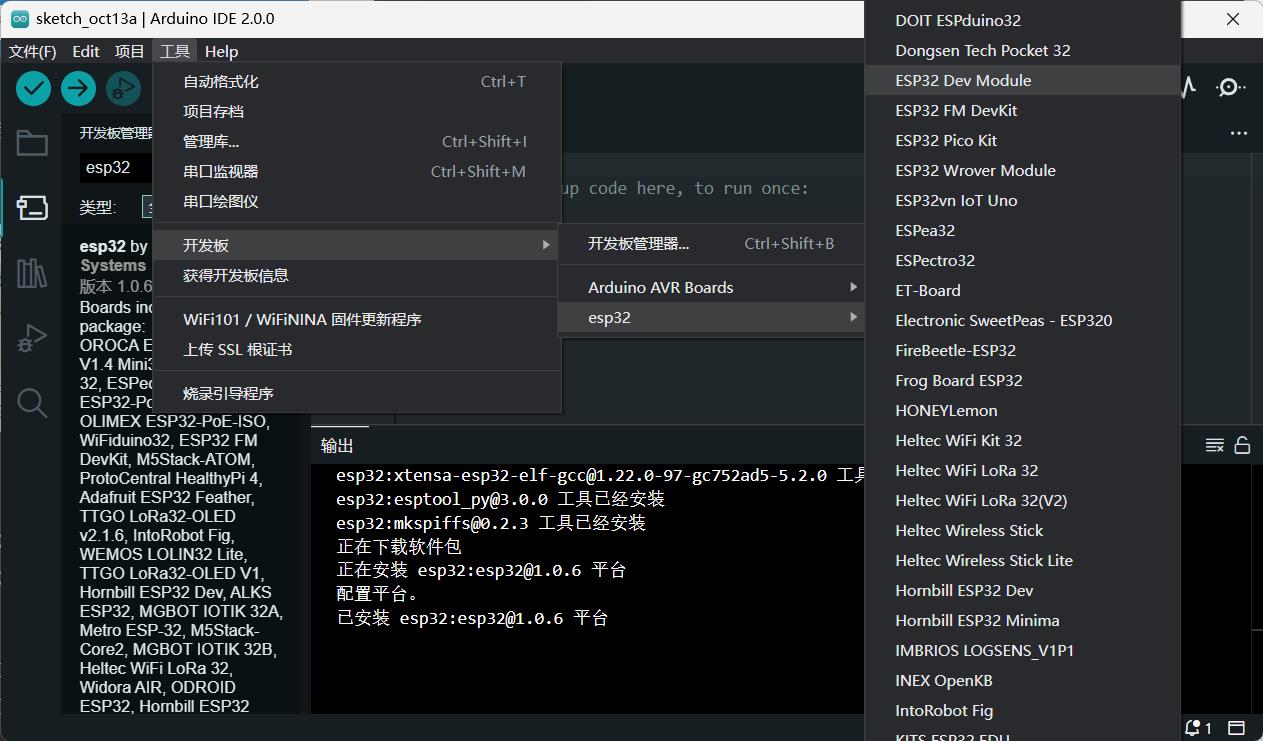 sketch_oct13a | Arduino IDE 2.0.0
文件(F) Edit 项目 工具 Help
自动格式化 Ctrl+T
项目存档
管理库... Ctrl+Shift+I
串口监视器 Ctrl+Shift+M
串口绘图仪
开发板
获得开发板信息
WiFi101 / WiFiNINA 固件更新程序
上传 SSL 根证书
烧录引导程序
开发板管理器... Ctrl+Shift+B
Arduino AVR Boards
esp32
DOIT ESPduino32
Dongsen Tech Pocket 32
ESP32 Dev Module
ESP32 FM DevKit
ESP32 Pico Kit
ESP32 Wrover Module
ESP32vn IoT Uno
ESPea32
ESPectro32
ET-Board
Electronic SweetPeas - ESP320
FireBeetle-ESP32
Frog Board ESP32
HONEYLemon
Heltec WiFi Kit 32
Heltec WiFi LoRa 32
Heltec WiFi LoRa 32(V2)
Heltec Wireless Stick
Heltec Wireless Stick Lite
Hornbill ESP32 Dev
Hornbill ESP32 Minima
IMBRIOS LOGSENS_V1P1
INEX OpenKB
IntoRobot Fig
KITS ESP32 EDU
开发板管理器
esp32
类型:
esp32 by
Systems
版本 1.0.6
Boards inc
package:
OROCA E
V1.4 Mini3
32, ESPec
ESP32-Po
OLIMEX ESP32-PoE-ISO,
WiFiduino32, ESP32 FM
DevKit, M5Stack-ATOM,
ProtoCentral HealthyPi 4,
Adafruit ESP32 Feather,
TTGO LoRa32-OLED
v2.1.6, IntoRobot Fig,
WEMOS LOLIN32 Lite,
TTGO LoRa32-OLED V1,
Hornbill ESP32 Dev, ALKS
ESP32, MGBOT IOTIK 32A,
Metro ESP-32, M5Stack-
Core2, MGBOT IOTIK 32B,
Heltec WiFi LoRa 32,
Widora AIR, ODROID
ESP32, Hornbill ESP32
up code here, to run once:
输出
esp32:xtensa-esp32-elf-gcc@1.22.0-97-gc752ad5-5.2.0 工具
esp32:esptool_py@3.0.0 工具已经安装
esp32:mkspiffs@0.2.3 工具已经安装
正在下载软件包
正在安装 esp32:esp32@1.0.6 平台
配置平台。
已安装 esp32:esp32@1.0.6 平台
1